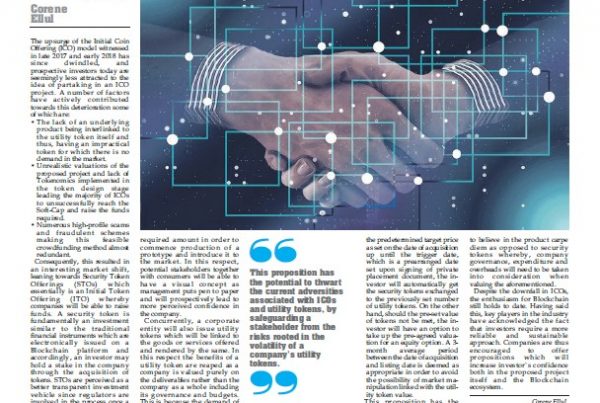 Corene
Ellul
The upsurge of the Initial Coin
Offering (ICO) model witnessed
in late 2017 and early 2018 has
since dwindled, and
prospective investors today are
seemingly less attracted to the
idea of partaking in an ICO
project. A number of factors
have actively contributed
towards this deterioration some
of which are:
• The lack of an underlying
product being interlinked to
the utility token itself and
thus, having an impractical
token for which there is no
demand in the market.
• Unrealistic valuations of the
proposed project and lack of
Tokenomics implemented in
the token design stage
leading the majority of ICOs
to unsuccessfully reach the
Soft-Cap and raise the funds
required.
• Numerous high-profile scams
and fraudulent schemes
making this feasible
crowdfunding method almost
redundant.
Consequently, this resulted in
an interesting market shift,
leaning towards Security Token
Offerings (STOs) which
essentially is an Initial Token
Offering (ITO) whereby
companies will be able to raise
funds. A security token is
fundamentally an investment
similar to the traditional
financial instruments which are
electronically issued on a
Blockchain platform and
accordingly, an investor may
hold a stake in the company
through the acquisition of
tokens. STOs are perceived as a
better transparent investment
vehicle since regulators are
involved in the process once a
required amount in order to
commence production of a
prototype and introduce it to
the market. In this respect,
potential stakeholders together
with consumers will be able to
have a visual concept as
management puts pen to paper
and will prospectively lead to
more perceived confidence in
the company.
Concurrently, a corporate
entity will also issue utility
tokens which will be linked to
the goods or services offered
and rendered by the same. In
this respect the benefits of a
utility token are reaped as a
company is valued purely on
the deliverables rather than the
company as a whole including
its governance and budgets.
This is because the demand of
“
This proposition has
the potential to thwart
the current adversities
associated with ICOs
and utility tokens, by
safeguarding a
stakeholder from the
risks rooted in the
volatility of a
company's utility
tokens.
”
the predetermined target price
asset on the date of acquisition
up until the trigger date,
which is a prearranged date
set upon signing of private
placement document, the in-
vestor will automatically get
the security tokens exchanged
to the previously set number
of utility tokens. On the other
hand, should the preset value
of tokens not be met, the in-
vestor will have an option to
take up the pre-agreed valua-
tion for an equity option. A 3-
month average period
between the date of acquisition
and listing date is deemed as
appropriate in order to avoid
the possibility of market ma-
nipulation linked with the util-
ity token value.
This proposition has the
to believe in the product carpe
diem as opposed to security
tokens whereby, company
governance, expenditure and
overheads will need to be taken
into consideration when
valuing the aforementioned.
Despite the downfall in ICOs,
the enthusiasm for Blockchain
still holds to date. Having said
this, key players in the industry
have acknowledged the fact
that investors require a more
reliable and sustainable
approach. Companies are thus
encouraged to offer
propositions which will
increase investor's confidence
both in the proposed project
itself and the Blockchain
ecosystem.
Corene Ellul